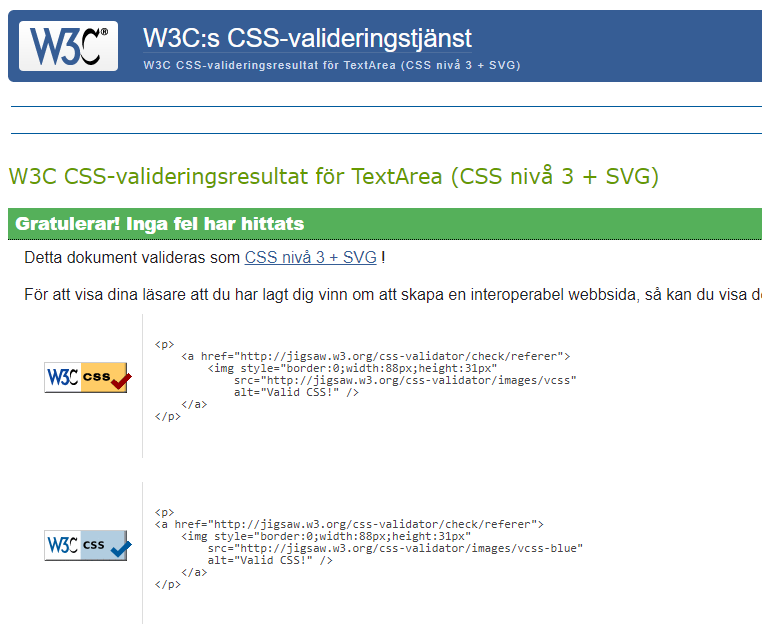 W3C® W3C:s CSS-valideringstjänst
W3C CSS-valideringsresultat för TextArea (CSS nivå 3 + SVG)
W3C CSS-valideringsresultat för TextArea (CSS nivå 3 + SVG)
Gratulerar! Inga fel har hittats
Detta dokument valideras som CSS nivå 3 + SVG !
För att visa dina läsare att du har lagt dig vinn om att skapa en interoperabel webbsida, så kan du visa
<p>
<a href="http://jigsaw.w3.org/css-validator/check/referer">
<img style="border:0;width:88px;height:31px"
src="http://jigsaw.w3.org/css-validator/images/vcss"
alt="Valid CSS!" />
</a>
</p>
W3C css
<p>
<a href="http://jigsaw.w3.org/css-validator/check/referer">
<img style="border:0;width:88px;height:31px"
src="http://jigsaw.w3.org/css-validator/images/vcss-blue"
alt="Valid CSS!" />
</a>
</p>
W3C css